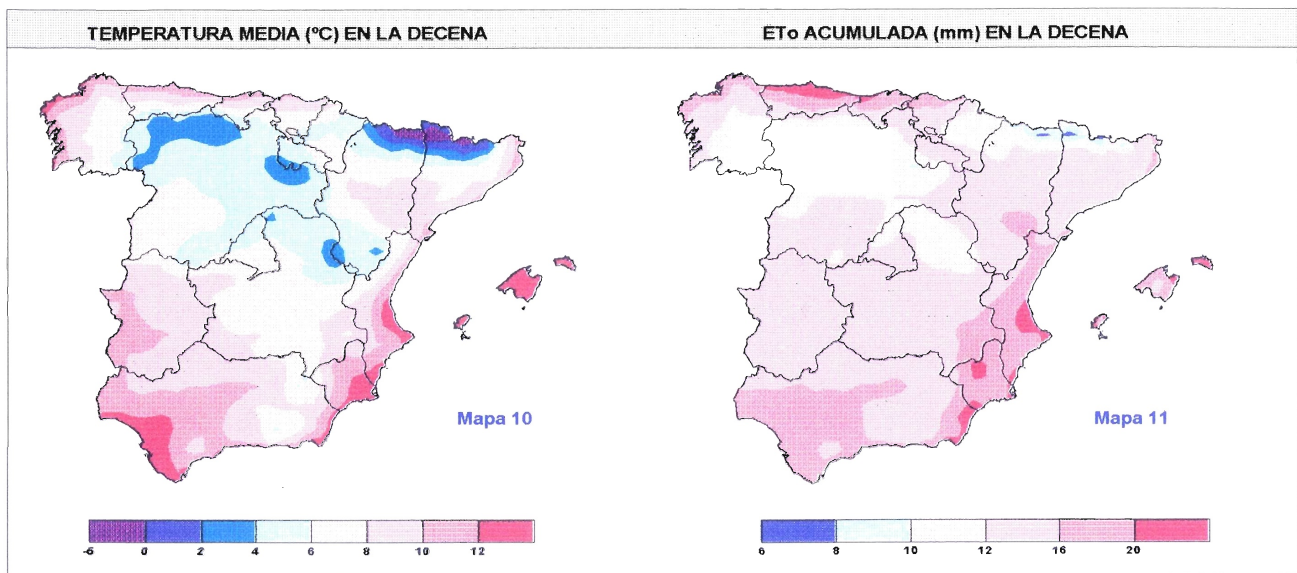 TEMPERATURA MEDIA (ºC) EN LA DECENA
ETo ACUMULADA (mm) EN LA DECENA
Mapa 10
Mapa 11
-6 0 2 4 6 8 10 12
6 8 10 12 16 20